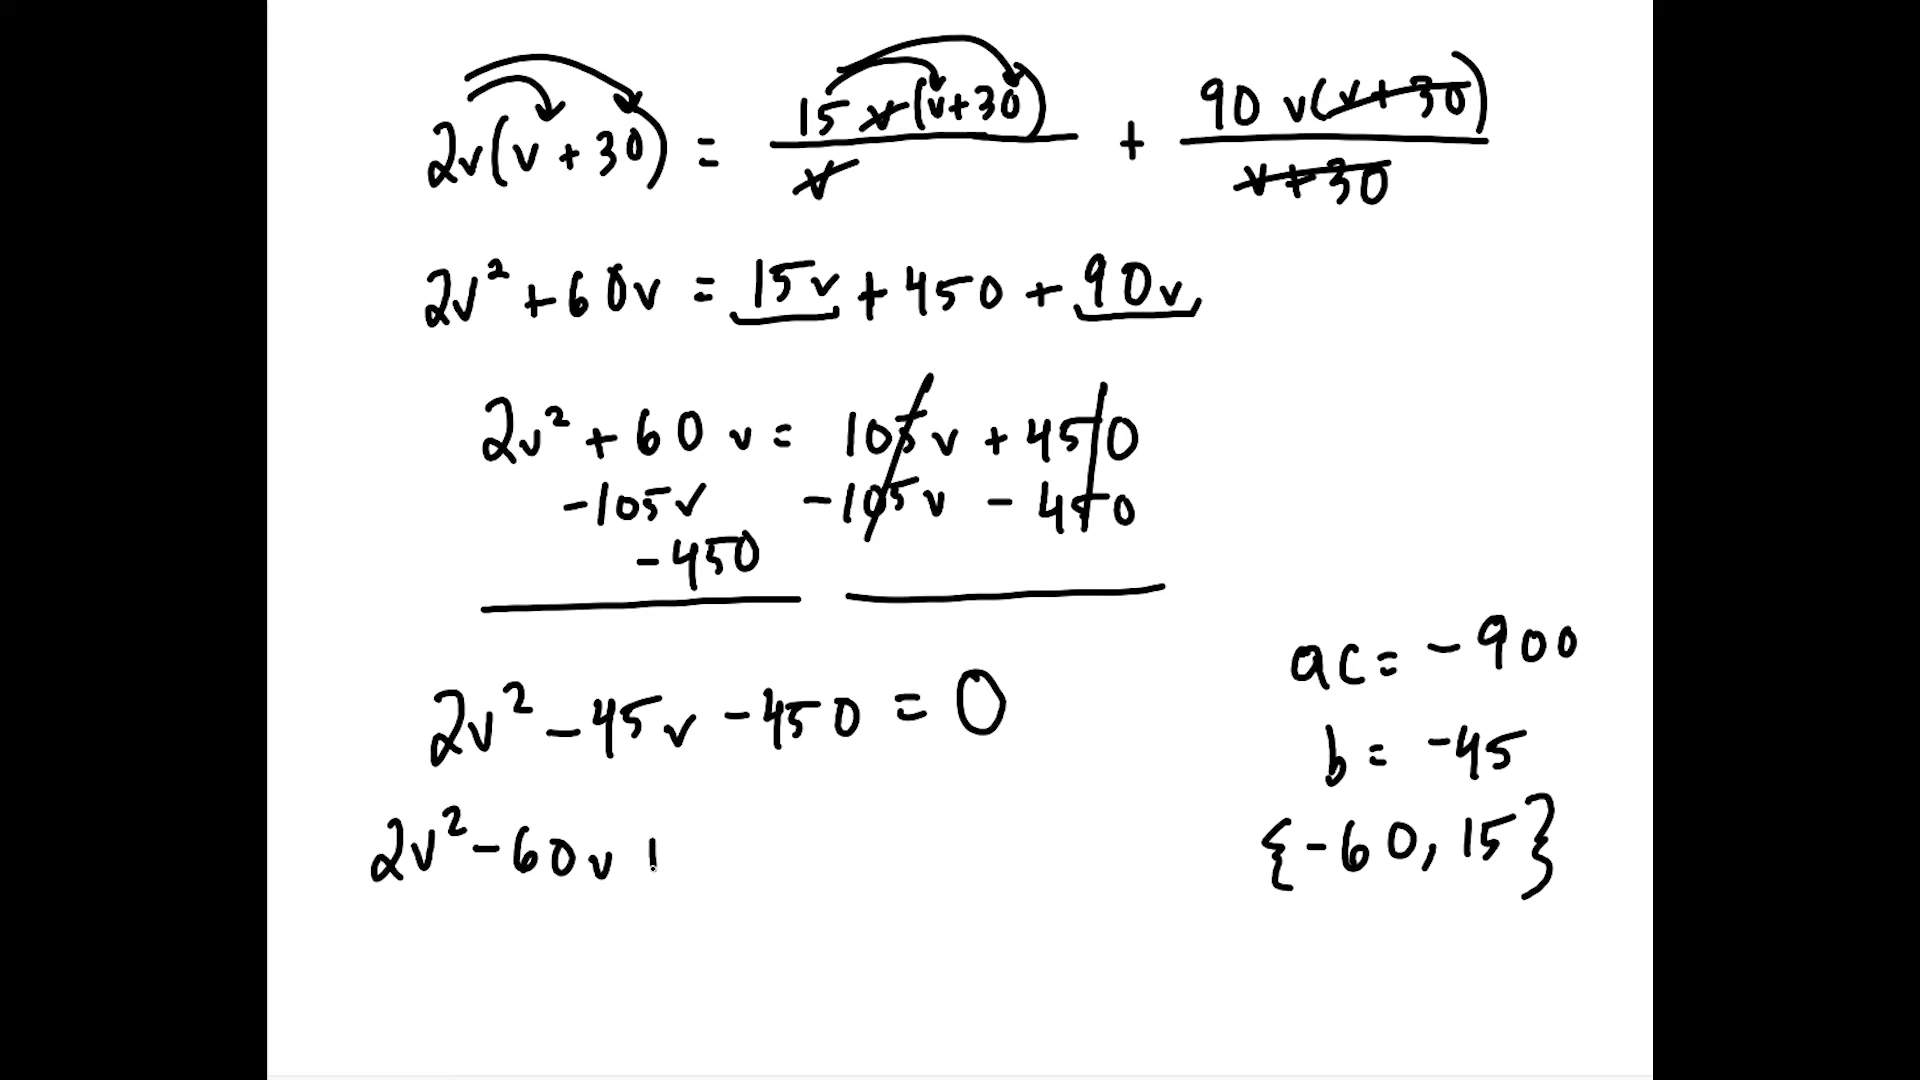 2v(v + 30) = 15 v(v+30) / v + 90 v(v+30) / v+30
2v² + 60v = 15v + 450 + 90v
2v² + 60 v = 105v + 450
-105v - 105v - 450
-450
ac = -900
2v² - 45v - 450 = 0
b = -45
2v² - 60v
{-60, 15}